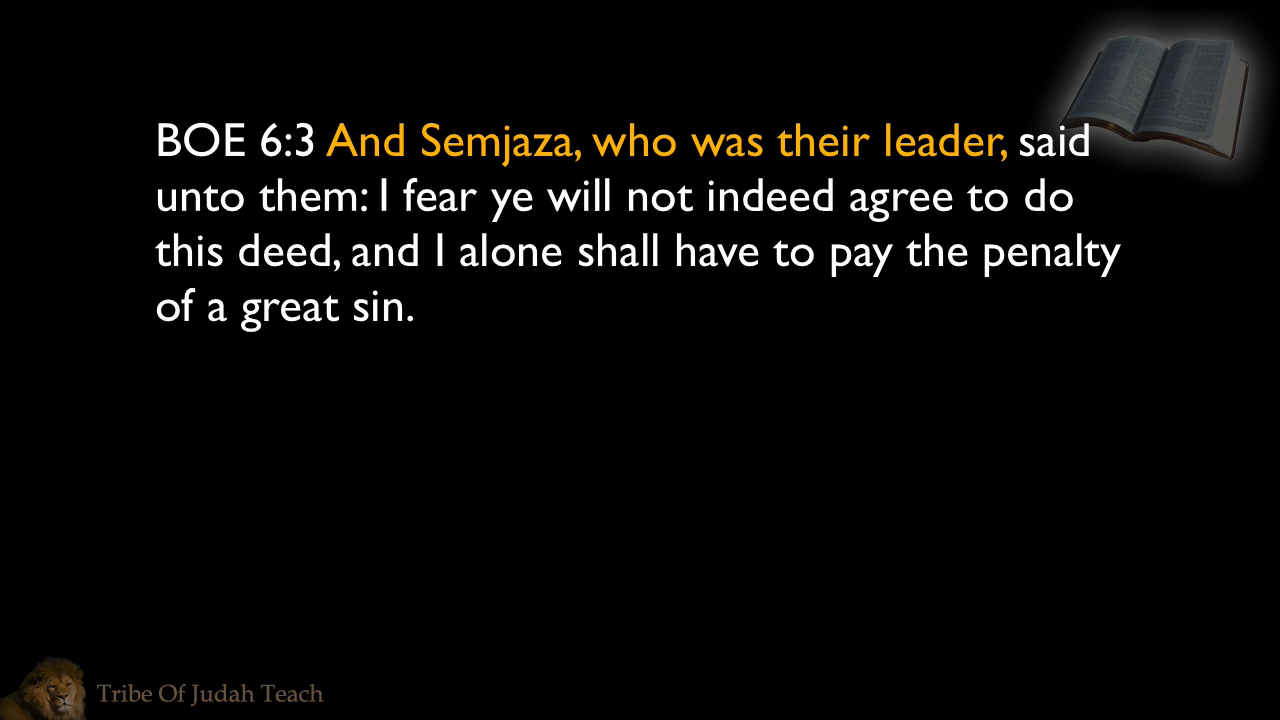 BOE 6:3 And Semjaza, who was their leader, said
unto them: I fear ye will not indeed agree to do
this deed, and I alone shall have to pay the penalty
of a great sin.
Tribe Of Judah Teach